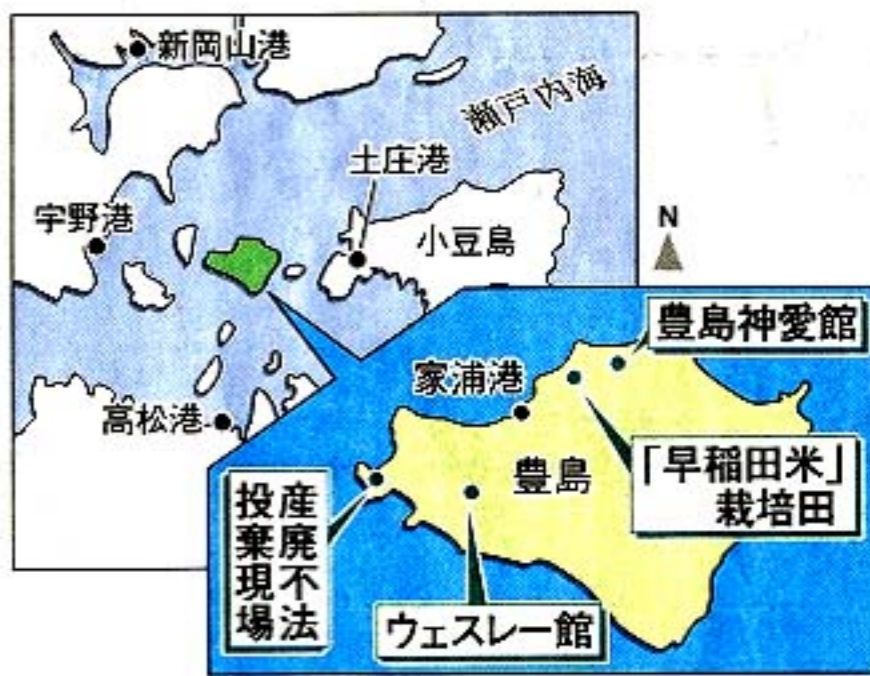 新岡山港
瀬戸内海
土庄港
宇野港
小豆島
N
高松港
豊島神愛館
家浦港
「早稲田米」
栽培田
豊島
産廃不法
投棄現場
ウェスレー館